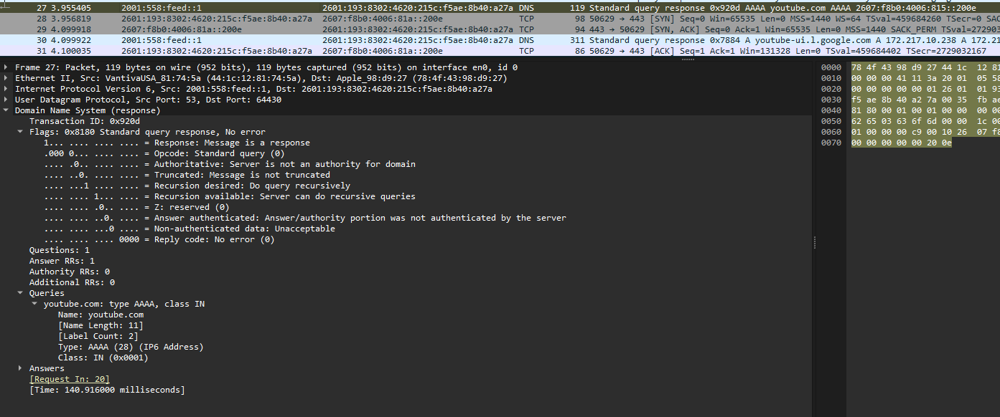 27 3.955405 2001:558:feed::1 2601:193:8302:4620:215c:f5ae:8b40:a27a DNS 119 Standard query response 0x920d AAAA youtube.com AAAA 2607:f8b0:4006:815::200e
28 3.956819 2601:193:8302:4620:215c:f5ae:8b40:a27a 2607:f8b0:4006:81a::200e TCP 98 50629 → 443 [SYN] Seq=0 Win=65535 Len=0 MSS=1440 WS=64 TSval=459684260 TSecr=0 SAC
29 4.099918 2607:f8b0:4006:81a::200e 2601:193:8302:4620:215c:f5ae:8b40:a27a TCP 94 443 → 50629 [SYN, ACK] Seq=0 Ack=1 Win=65535 Len=0 MSS=1440 SACK_PERM TSval=272903
30 4.099922 2001:558:feed::1 2601:193:8302:4620:215c:f5ae:8b40:a27a DNS 311 Standard query response 0x7884 A youtube-ui.l.google.com A 172.217.10.238 A 172.21
31 4.100035 2601:193:8302:4620:215c:f5ae:8b40:a27a 2607:f8b0:4006:81a::200e TCP 86 50629 → 443 [ACK] Seq=1 Ack=1 Win=131328 Len=0 TSval=459684402 TSecr=2729032167
Frame 27: Packet, 119 bytes on wire (952 bits), 119 bytes captured (952 bits) on interface en0, id 0
Ethernet II, Src: VantivaUSA_81:74:5a (44:1c:12:81:74:5a), Dst: Apple_98:d9:27 (78:4f:43:98:d9:27)
Internet Protocol Version 6, Src: 2001:558:feed::1, Dst: 2601:193:8302:4620:215c:f5ae:8b40:a27a
User Datagram Protocol, Src Port: 53, Dst Port: 64430
Domain Name System (response)
Transaction ID: 0x920d
Flags: 0x8180 Standard query response, No error
1... .... .... .... = Response: Message is a response
.000 0... .... .... = Opcode: Standard query (0)
.... .0.. .... .... = Authoritative: Server is not an authority for domain
.... ..0. .... .... = Truncated: Message is not truncated
.... ...1 .... .... = Recursion desired: Do query recursively
.... .... 1... .... = Recursion available: Server can do recursive queries
.... .... .0.. .... = Z: reserved (0)
.... .... ..0. .... = Answer authenticated: Answer/authority portion was not authenticated by the server
.... .... ...0 .... = Non-authenticated data: Unacceptable
.... .... .... 0000 = Reply code: No error (0)
Questions: 1
Answer RRs: 1
Authority RRs: 0
Additional RRs: 0
Queries
youtube.com: type AAAA, class IN
Name: youtube.com
[Name Length: 11]
[Label Count: 2]
Type: AAAA (28) (IP6 Address)
Class: IN (0x0001)
Answers
[Request In: 20]
[Time: 140.916000 milliseconds]
0000 78 4f 43 98 d9 27 44 1c 12 81
0010 00 00 00 41 11 3a 20 01 05 58
0020 00 00 00 00 00 01 26 01 01 93
0030 f5 ae 8b 40 a2 7a 00 35 fb ae
0040 81 80 00 01 00 01 00 00 00 00
0050 62 65 03 63 6f 6d 00 00 1c 00
0060 01 00 00 00 c9 00 10 26 07 f8
0070 00 00 00 00 00 20 0e